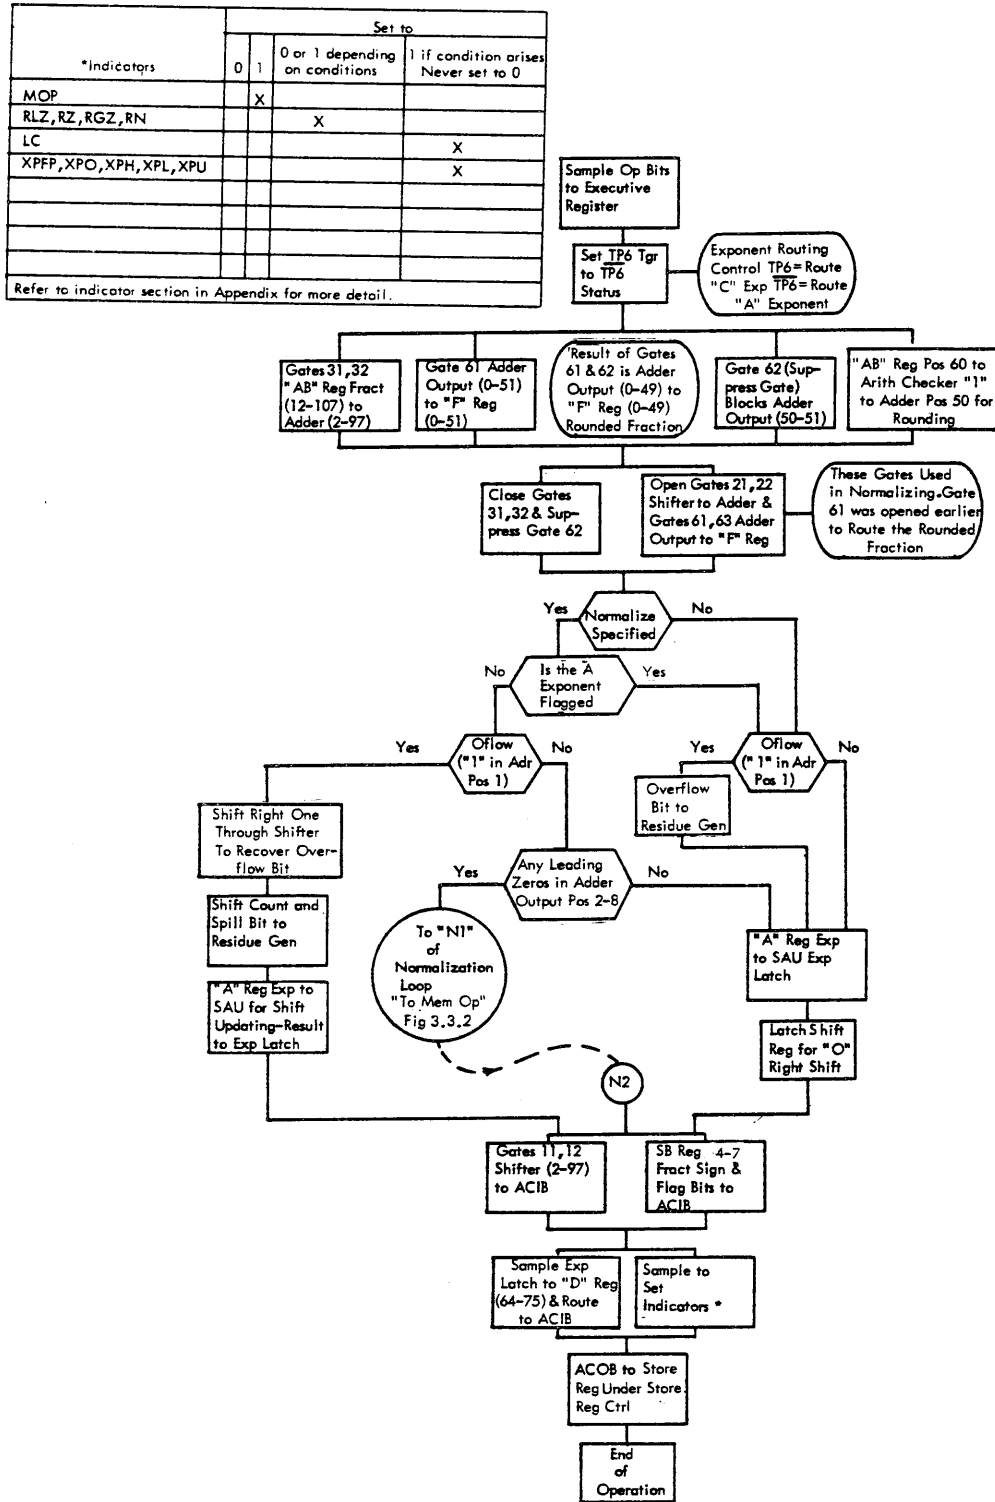 Set to
*Indicators
0
1
0 or 1 depending
on conditions
1 if condition arises
Never set to 0
MOP
X
RLZ,RZ,RGZ,RN
X
LC
X
XPFP,XPO,XPH,XPL,XPU
X
Refer to indicator section in Appendix for more detail.
Sample Op Bits
to Executive
Register
Set TP6 Tgr
to T̅P̅6̅
Status
Exponent Routing
Control TP6=Route
"C" Exp T̅P̅6̅=Route
"A" Exponent
Gates 31,32
"AB" Reg Fract
(12-107) to
Adder (2-97)
Gate 61 Adder
Output (0-51)
to "F" Reg
(0-51)
Result of Gates
61 & 62 is Adder
Output (0-49) to
"F" Reg (0-49)
Rounded Fraction
Gate 62 (Sup-
press Gate)
Blocks Adder
Output (50-51)
"AB" Reg Pos 60 to
Arith Checker "1"
to Adder Pos 50 for
Rounding
Close Gates
31,32 & Sup-
press Gate 62
Open Gates 21,22
Shifter to Adder &
Gates 61,63 Adder
Output to "F" Reg
These Gates Used
in Normalizing.Gate
61 was opened earlier
to Route the Rounded
Fraction
Yes
Normalize
Specified
No
No
Is the A
Exponent
Flagged
Yes
Yes
Oflow
("1" in Adr
Pos 1)
No
Yes
Oflow
("1" in Adr
Pos 1)
No
Overflow
Bit to
Residue Gen
Shift Right One
Through Shifter
To Recover Over-
flow Bit
Yes
Any Leading
Zeros in Adder
Output Pos 2-8
No
Shift Count and
Spill Bit to
Residue Gen
To "N1"
of
Normalization
Loop
"To Mem Op"
Fig 3.3.2
"A" Reg Exp
to SAU Exp
Latch
"A" Reg Exp to
SAU for Shift
Updating-Result
to Exp Latch
Latch Shift
Reg for "O"
Right Shift
N2
Gates 11,12
Shifter (2-97)
to ACIB
SB Reg 4-7
Fract Sign &
Flag Bits to
ACIB
Sample Exp
Latch to "D" Reg
(64-75) & Route
to ACIB
Sample to
Set
Indicators *
ACOB to Store
Reg Under Store
Reg Ctrl
End
of
Operation